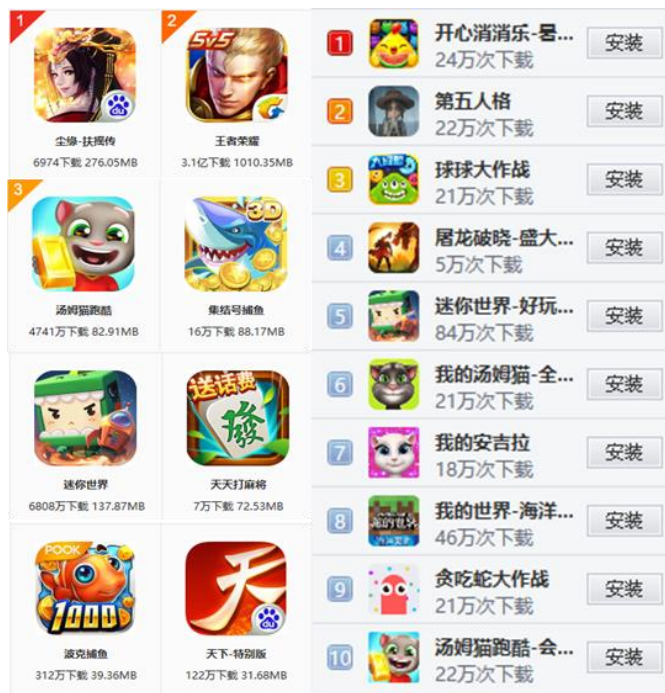 1
2
5v5
尘缘-扶摇传
6974下载 276.05MB
王者荣耀
3.1亿下载 1010.35MB
3
3D
汤姆猫跑酷
4741万下载 82.91MB
集结号捕鱼
16万下载 88.17MB
送话费
發
迷你世界
6808万下载 137.87MB
天天打麻将
7万下载 72.53MB
POOK
1000
天
du
波克捕鱼
312万下载 39.36MB
天下-特别版
122万下载 31.68MB
1
开心消消乐-暑...
24万次下载
安装
2
第五人格
22万次下载
安装
3
球球大作战
21万次下载
安装
4
屠龙破晓-盛大...
5万次下载
安装
5
迷你世界-好玩...
84万次下载
安装
6
我的汤姆猫-全...
21万次下载
安装
7
我的安吉拉
18万次下载
安装
8
我的世界
我的世界-海洋...
46万次下载
安装
9
贪吃蛇大作战
21万次下载
安装
10
汤姆猫跑酷-会...
22万次下载
安装